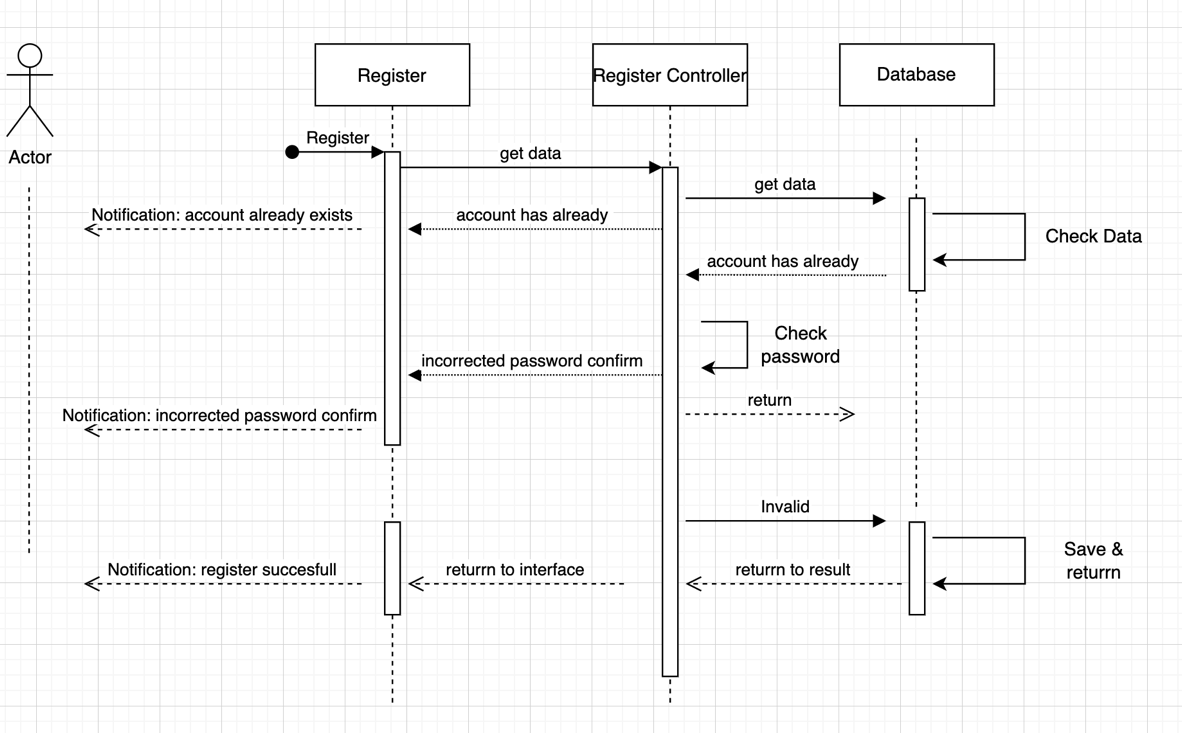 Register
Register Controller
Database
Actor
Register
get data
get data
Notification: account already exists
account has already
Check Data
account has already
Check
password
incorrected password confirm
return
Notification: incorrected password confirm
Invalid
Save &
returrn
Notification: register succesfull
returrn to interface
returrn to result